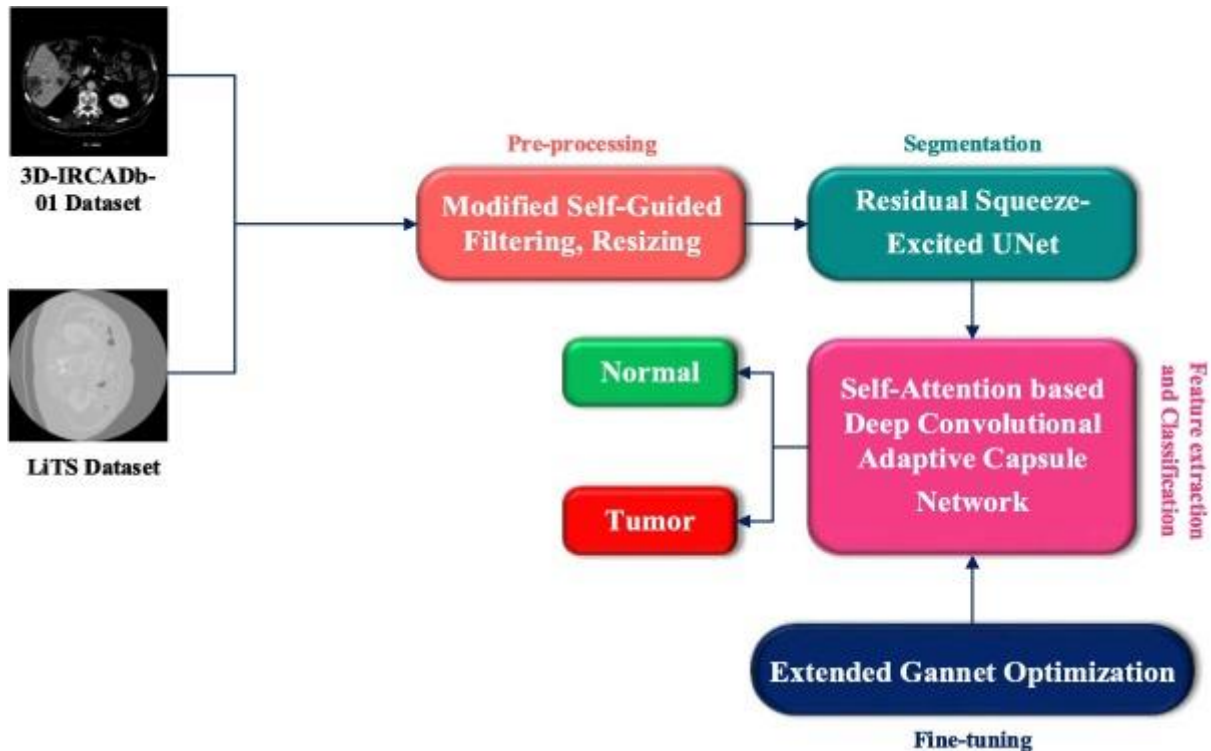 3D-IRCADb-
01 Dataset
LiTS Dataset
Pre-processing
Modified Self-Guided
Filtering, Resizing
Segmentation
Residual Squeeze-
Excited UNet
Self-Attention based
Deep Convolutional
Adaptive Capsule
Network
Feature extraction
and Classification
Normal
Tumor
Extended Gannet Optimization
Fine-tuning